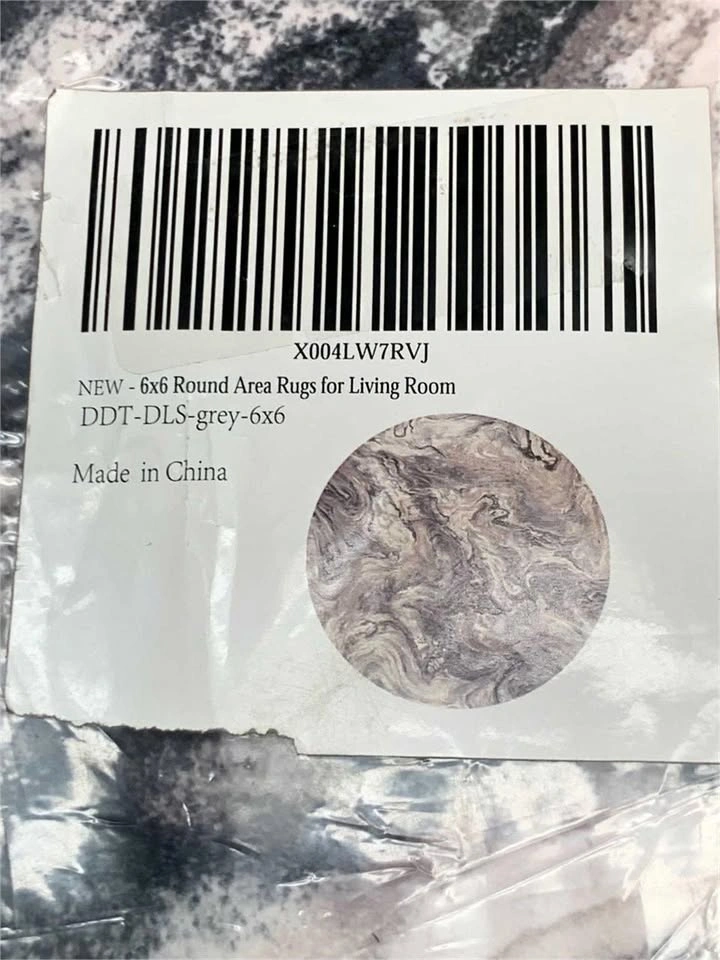 X004LW7RVJ
NEW - 6x6 Round Area Rugs for Living Room
DDT-DLS-grey-6x6
Made in China